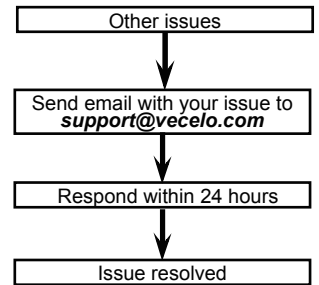 Other issues
Send email with your issue to
support@vecelo.com
Respond within 24 hours
Issue resolved